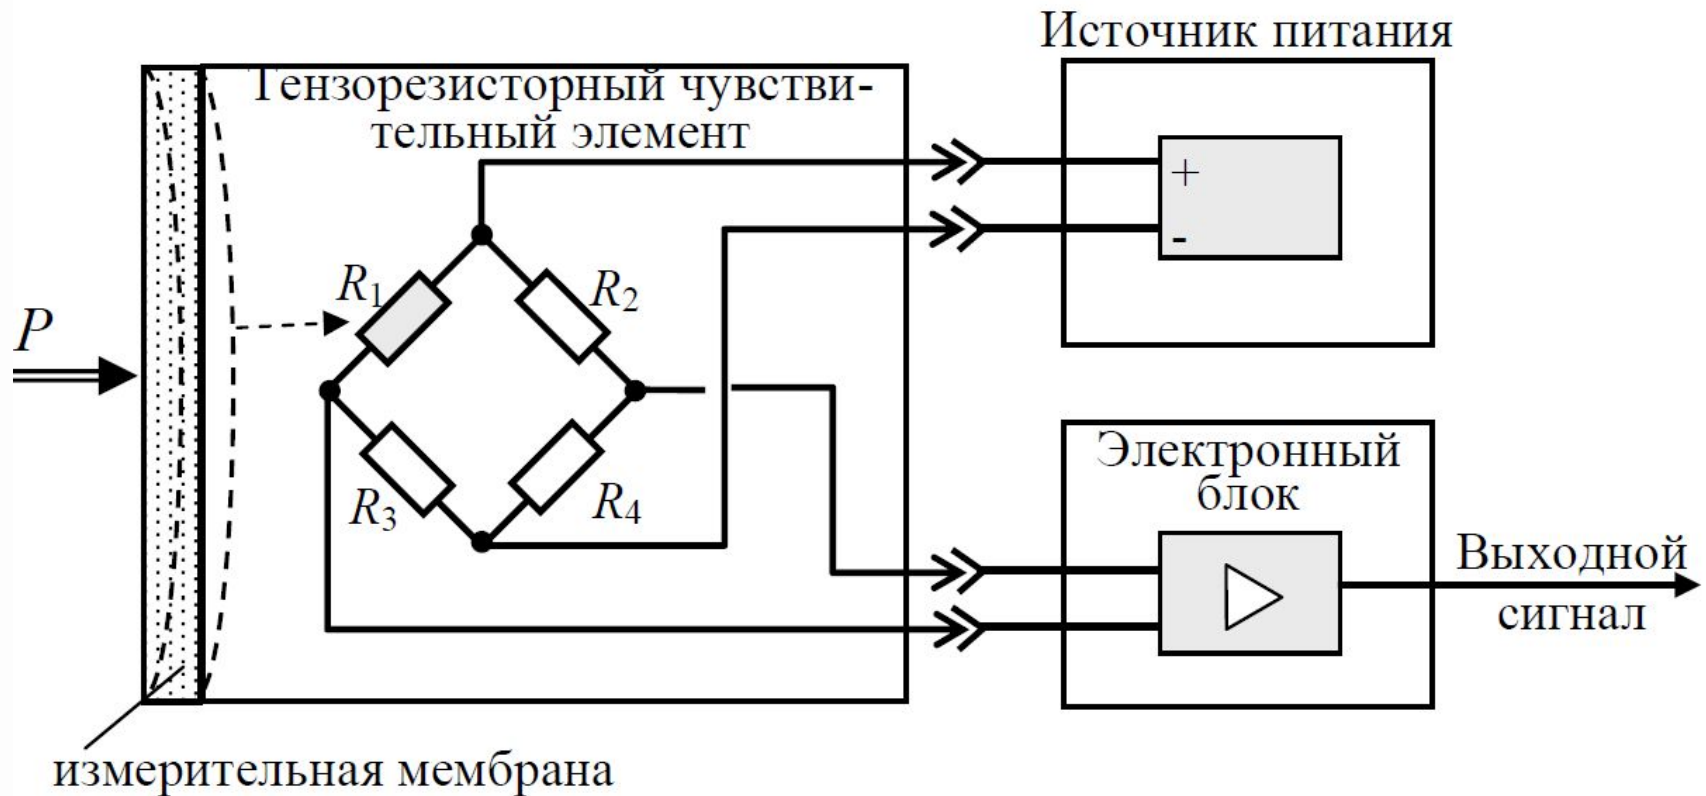 Источник питания
Тензорезисторный чувстви-
тельный элемент
+
-
R1
R2
P
R3
R4
Электронный
блок
Выходной
сигнал
измерительная мембрана